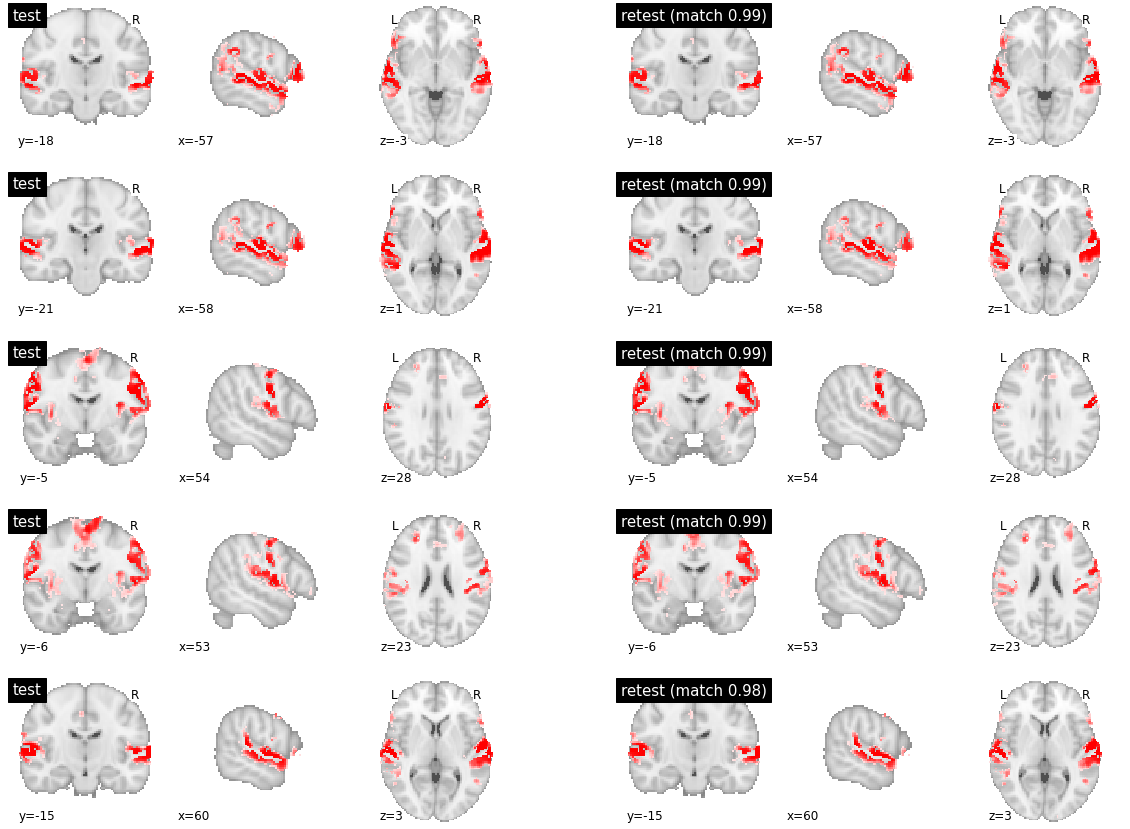 test
R
L
R
y=-18
x=-57
z=-3
retest (match 0.99)
L
R
y=-18
x=-57
z=-3
test
R
L
R
y=-21
x=-58
z=1
retest (match 0.99)
L
R
y=-21
x=-58
z=1
test
R
L
R
y=-5
x=54
z=28
retest (match 0.99)
L
R
y=-5
x=54
z=28
test
R
L
R
y=-6
x=53
z=23
retest (match 0.99)
L
R
y=-6
x=53
z=23
test
R
L
R
y=-15
x=60
z=3
retest (match 0.98)
L
R
y=-15
x=60
z=3